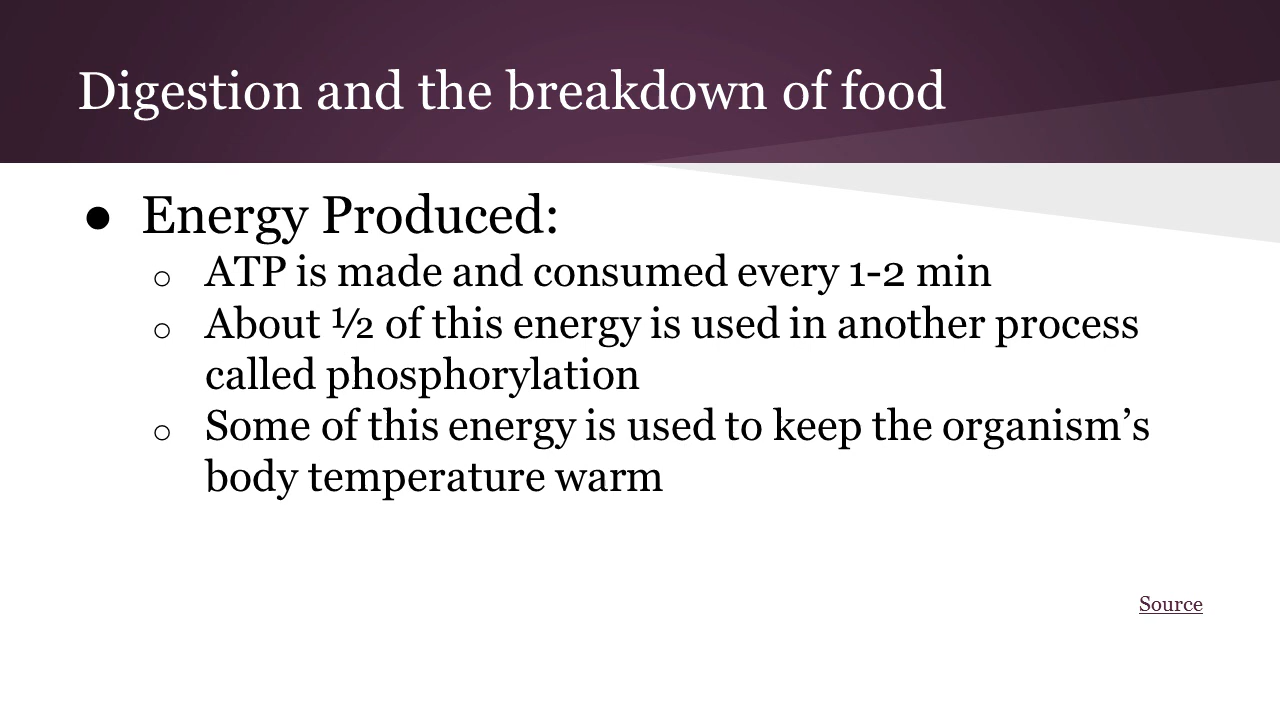 Digestion and the breakdown of food
● Energy Produced:
○ ATP is made and consumed every 1-2 min
○ About ½ of this energy is used in another process
called phosphorylation
○ Some of this energy is used to keep the organism’s
body temperature warm
Source